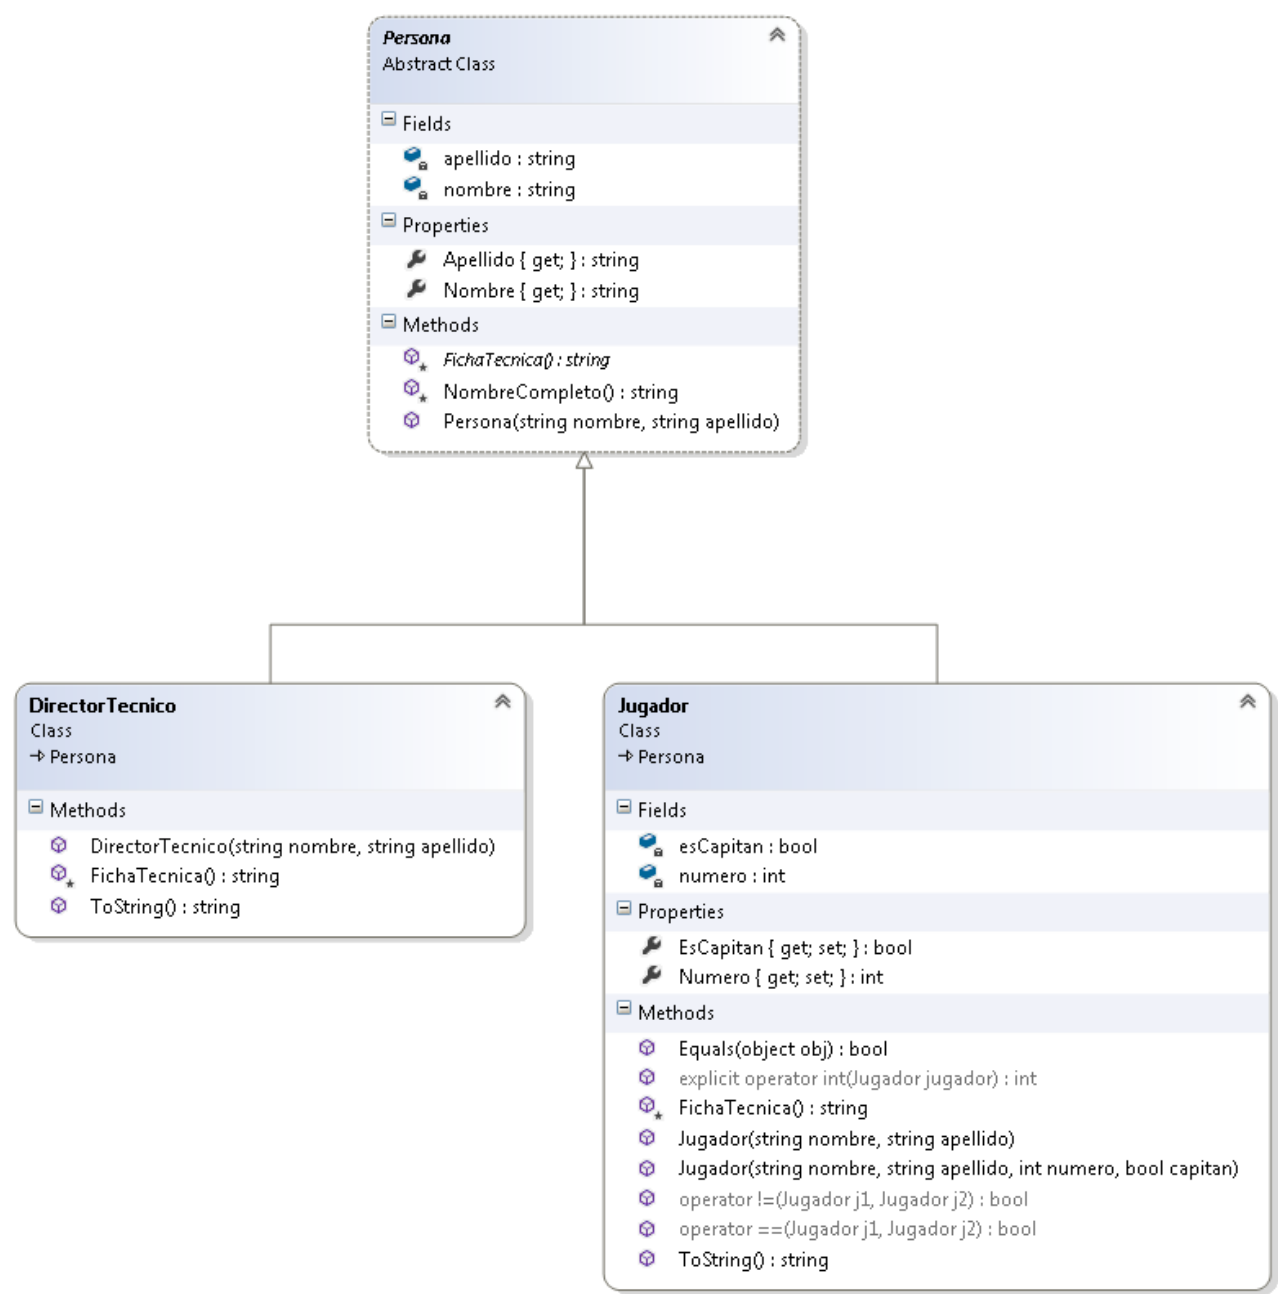 Persona
Abstract Class
Fields
apellido : string
nombre : string
Properties
Apellido { get; } : string
Nombre { get; } : string
Methods
FichaTecnica() : string
NombreCompleto() : string
Persona(string nombre, string apellido)
DirectorTecnico
Class
Persona
Methods
DirectorTecnico(string nombre, string apellido)
FichaTecnica() : string
ToString() : string
Jugador
Class
Persona
Fields
esCapitan : bool
numero : int
Properties
EsCapitan { get; set; } : bool
Numero { get; set; } : int
Methods
Equals(object obj) : bool
explicit operator int(Jugador jugador) : int
FichaTecnica() : string
Jugador(string nombre, string apellido)
Jugador(string nombre, string apellido, int numero, bool capitan)
operator !=(Jugador j1, Jugador j2) : bool
operator ==(Jugador j1, Jugador j2) : bool
ToString() : string